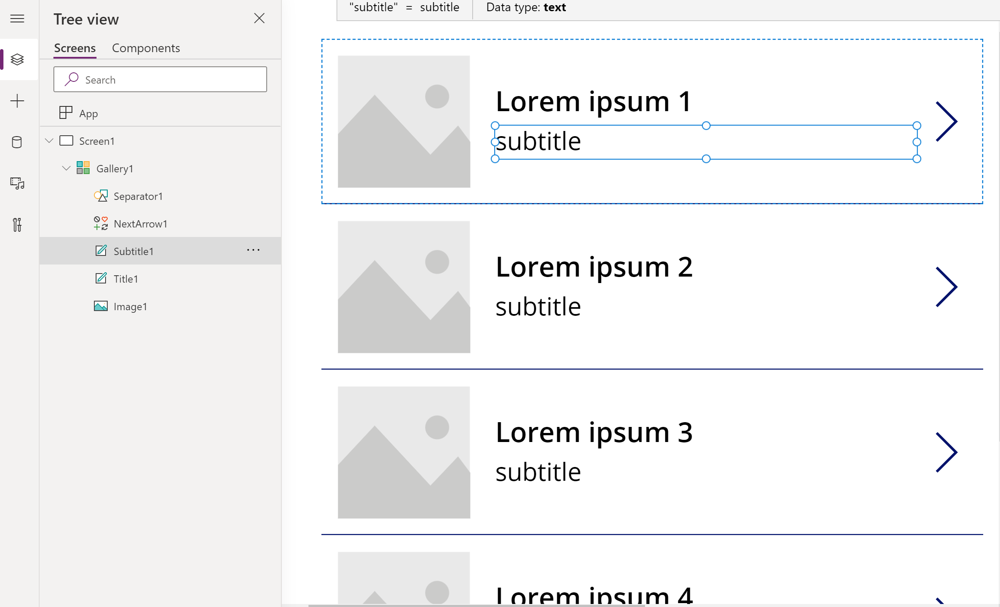 Tree view
Screens
Components
Search
App
Screen1
Gallery1
Separator1
NextArrow1
Subtitle1
Title1
Image1
"subtitle" = subtitle
Data type: text
Lorem ipsum 1
subtitle
Lorem ipsum 2
subtitle
Lorem ipsum 3
subtitle
Lorem ipsum 4